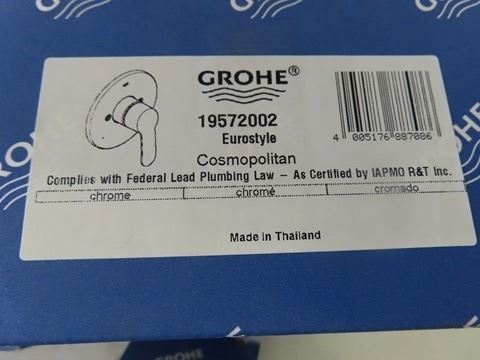 GROHE
GROHE®
19572002
Eurostyle
Cosmopolitan
4 005176 887086
Complies with Federal Lead Plumbing Law – As Certified by IAPMO R&T Inc.
chrome chromé cromado
Made in Thailand